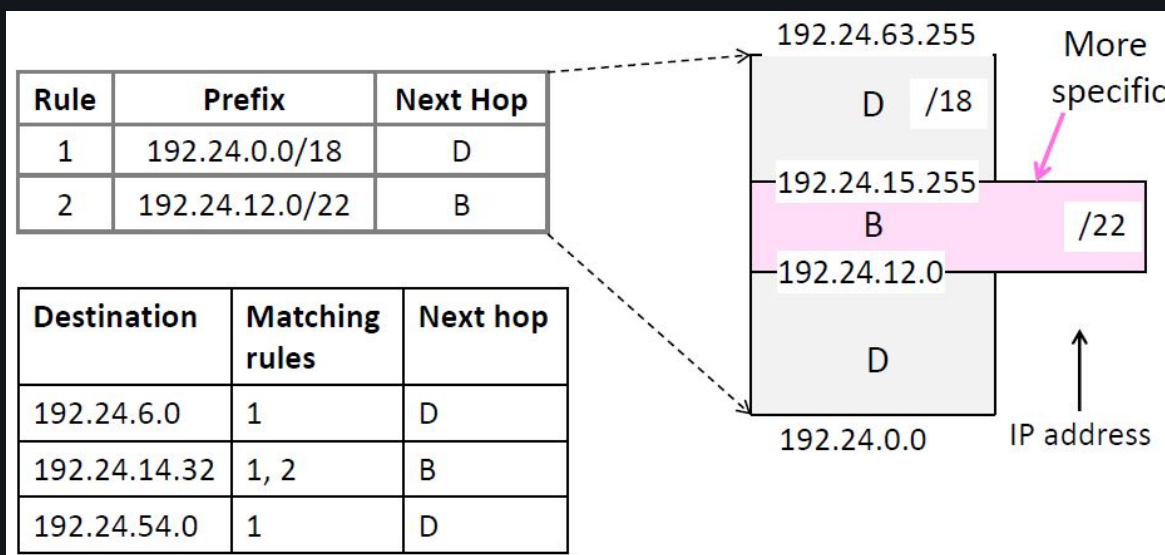 Rule Prefix Next Hop
1 192.24.0.0/18 D
2 192.24.12.0/22 B
Destination Matching rules Next hop
192.24.6.0 1 D
192.24.14.32 1, 2 B
192.24.54.0 1 D
192.24.63.255
D /18
192.24.15.255
B /22
192.24.12.0
D
192.24.0.0
More
specific
IP address